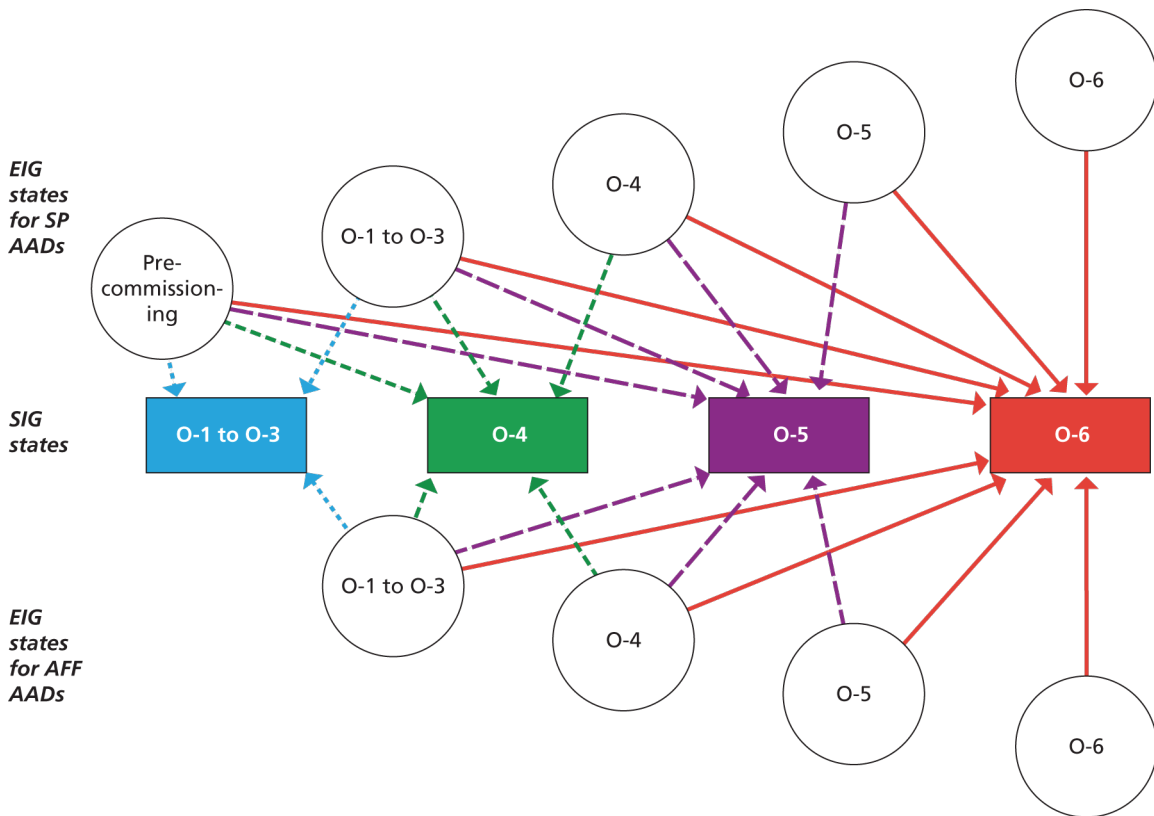 O-6
O-5
EIG
states
for SP
AADs
O-4
O-1 to O-3
Pre-
commission-
ing
SIG
states
O-1 to O-3
O-4
O-5
O-6
O-1 to O-3
EIG
states
for AFF
AADs
O-4
O-5
O-6